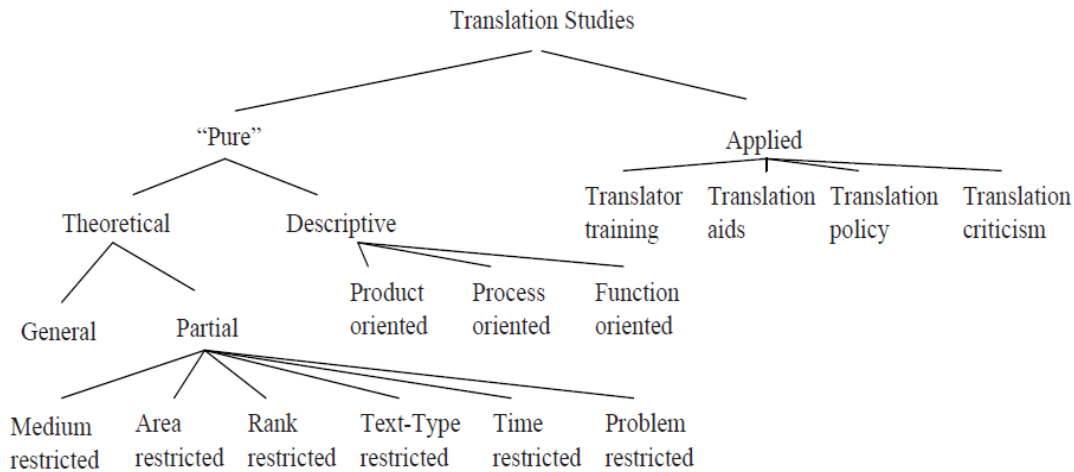 Translation Studies
“Pure”
Applied
Translator training
Translation aids
Translation policy
Translation criticism
Theoretical
Descriptive
Product oriented
Process oriented
Function oriented
General
Partial
Medium restricted
Area restricted
Rank restricted
Text-Type restricted
Time restricted
Problem restricted